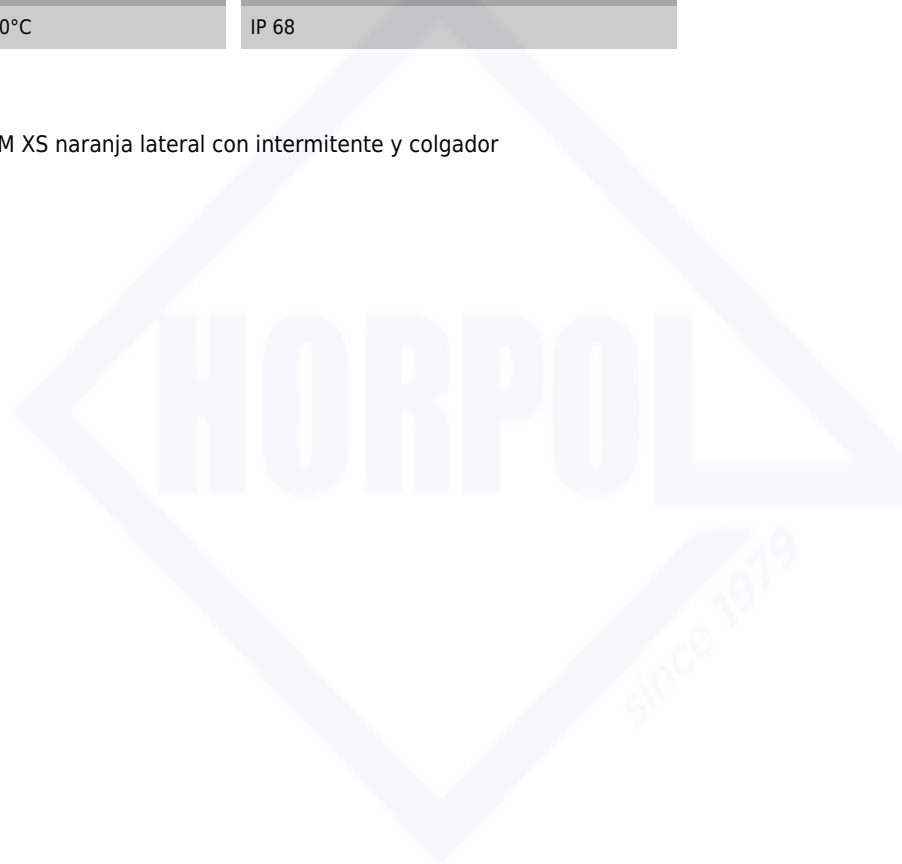 0°C
IP 68
M XS naranja lateral con intermitente y colgador
HORPOL
since 1979